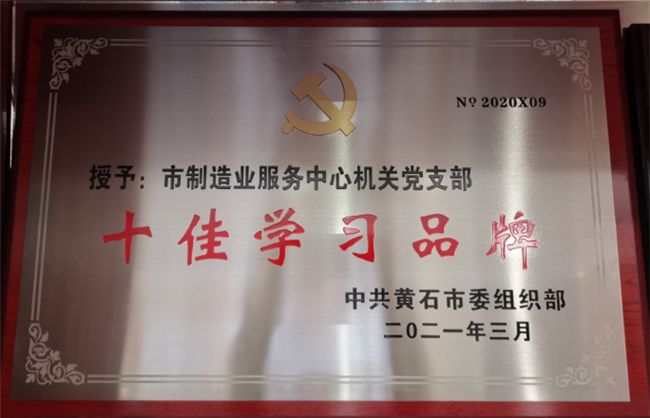 Nº 2020X09
授予：市制造业服务中心机关党支部
十佳学习品牌
中共黄石市委组织部
二0二一年三月